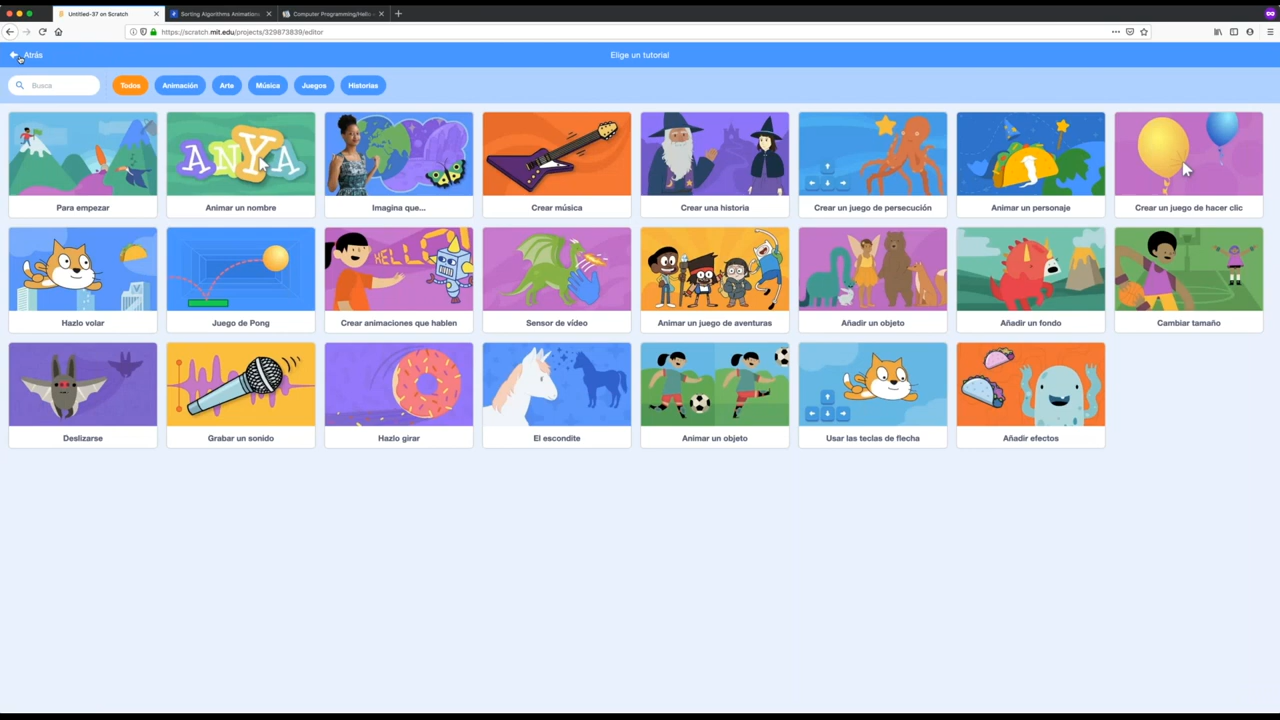 Untitled-37 on Scratch
Sorting Algorithms Animations
Computer Programming/Hello
https://scratch.mit.edu/projects/329873839/editor
Atrás
Elige un tutorial
Busca
Todos
Animación
Arte
Música
Juegos
Historias
ANYA
Para empezar
Animar un nombre
Imagina que...
Crear música
Crear una historia
Crear un juego de persecución
Animar un personaje
Crear un juego de hacer clic
HELLO
Hazlo volar
Juego de Pong
Crear animaciones que hablen
Sensor de vídeo
Animar un juego de aventuras
Añadir un objeto
Añadir un fondo
Cambiar tamaño
Deslizarse
Grabar un sonido
Hazlo girar
El escondite
Animar un objeto
Usar las teclas de flecha
Añadir efectos